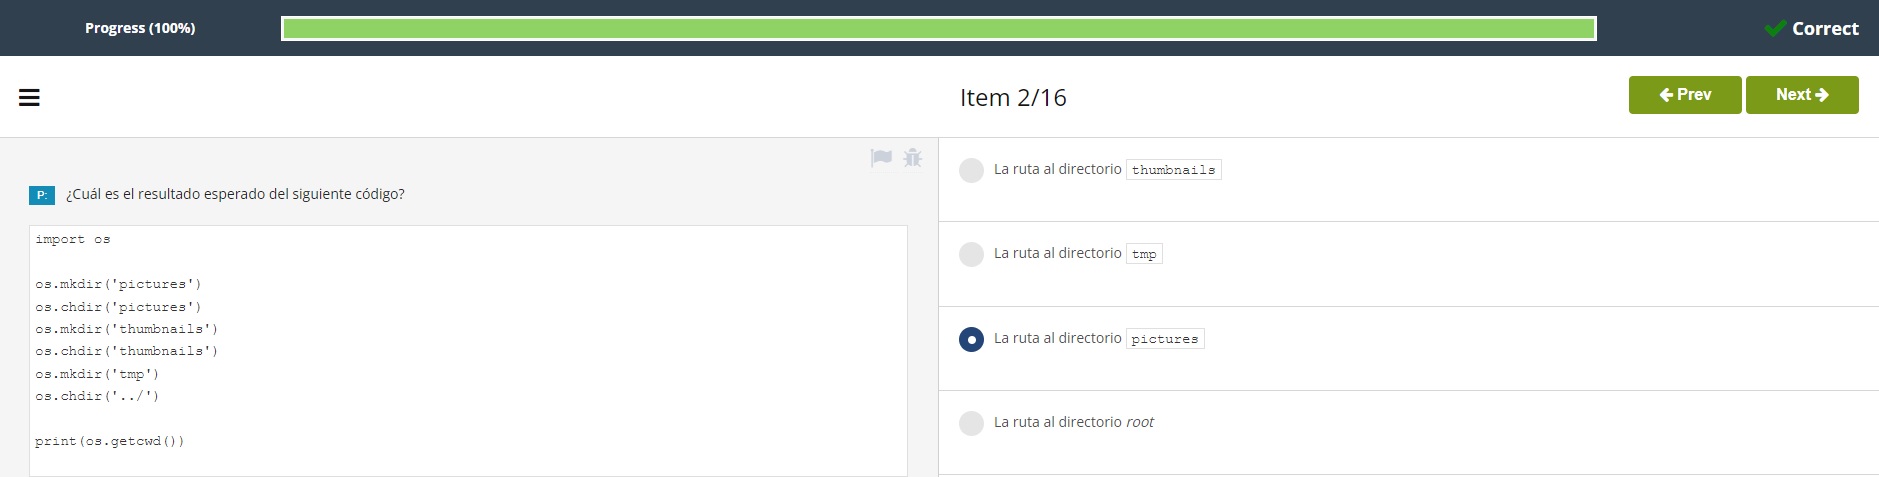 Progress (100%)
Correct
Item 2/16
Prev
Next
P:
¿Cuál es el resultado esperado del siguiente código?
import os
os.mkdir('pictures')
os.chdir('pictures')
os.mkdir('thumbnails')
os.chdir('thumbnails')
os.mkdir('tmp')
os.chdir('../')
print(os.getcwd())
La ruta al directorio thumbnails
La ruta al directorio tmp
La ruta al directorio pictures
La ruta al directorio root